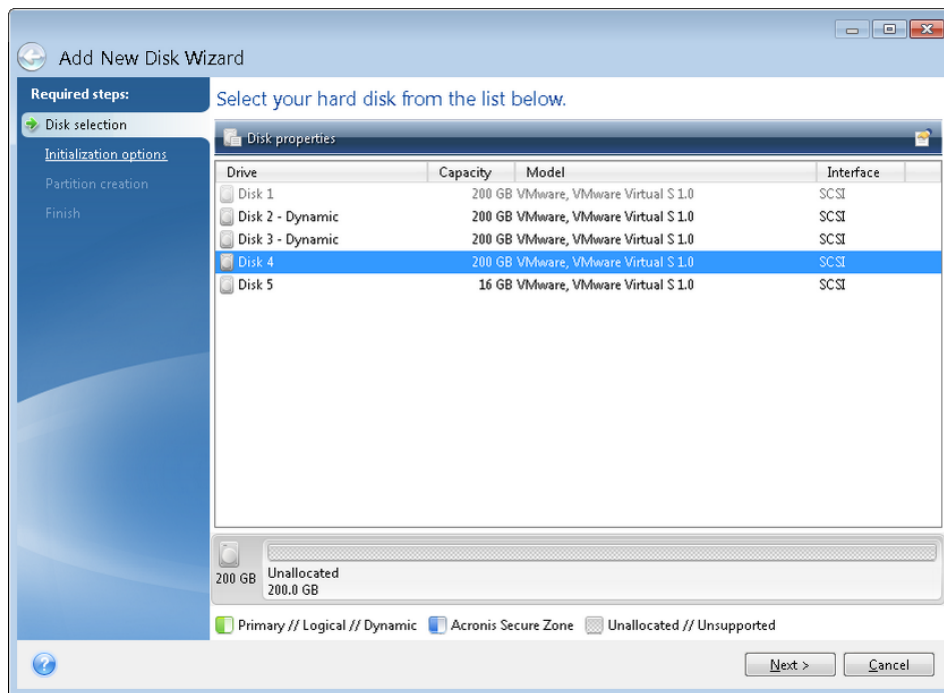 Add New Disk Wizard
Required steps:
Disk selection
Initialization options
Partition creation
Finish
Select your hard disk from the list below.
Disk properties
Drive Capacity Model Interface
Disk 1 200 GB VMware, VMware Virtual S 1.0 SCSI
Disk 2 - Dynamic 200 GB VMware, VMware Virtual S 1.0 SCSI
Disk 3 - Dynamic 200 GB VMware, VMware Virtual S 1.0 SCSI
Disk 4 200 GB VMware, VMware Virtual S 1.0 SCSI
Disk 5 16 GB VMware, VMware Virtual S 1.0 SCSI
200 GB
Unallocated
200.0 GB
Primary // Logical // Dynamic Acronis Secure Zone Unallocated // Unsupported
? Next > Cancel